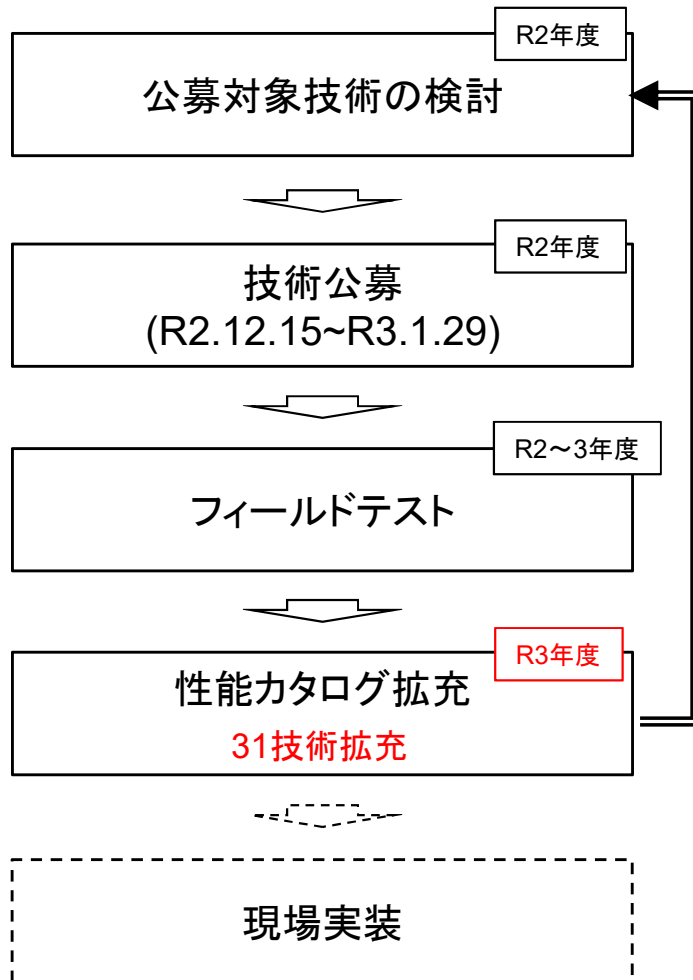 R2年度
公募対象技術の検討
R2年度
技術公募
(R2.12.15~R3.1.29)
R2～3年度
フィールドテスト
R3年度
性能カタログ拡充
31技術拡充
現場実装